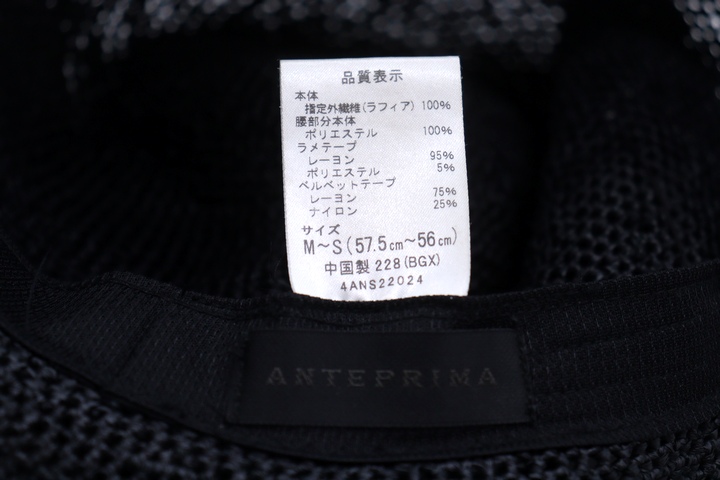 品質表示
本体
指定外繊維(ラフィア) 100%
腰部分本体
ポリエステル 100%
ラメテープ
レーヨン 95%
ポリエステル 5%
ベルベットテープ
レーヨン 75%
ナイロン 25%
サイズ
M〜S(57.5cm〜56cm)
中国製 228(BGX)
4ANS22024
ANTEPRIMA